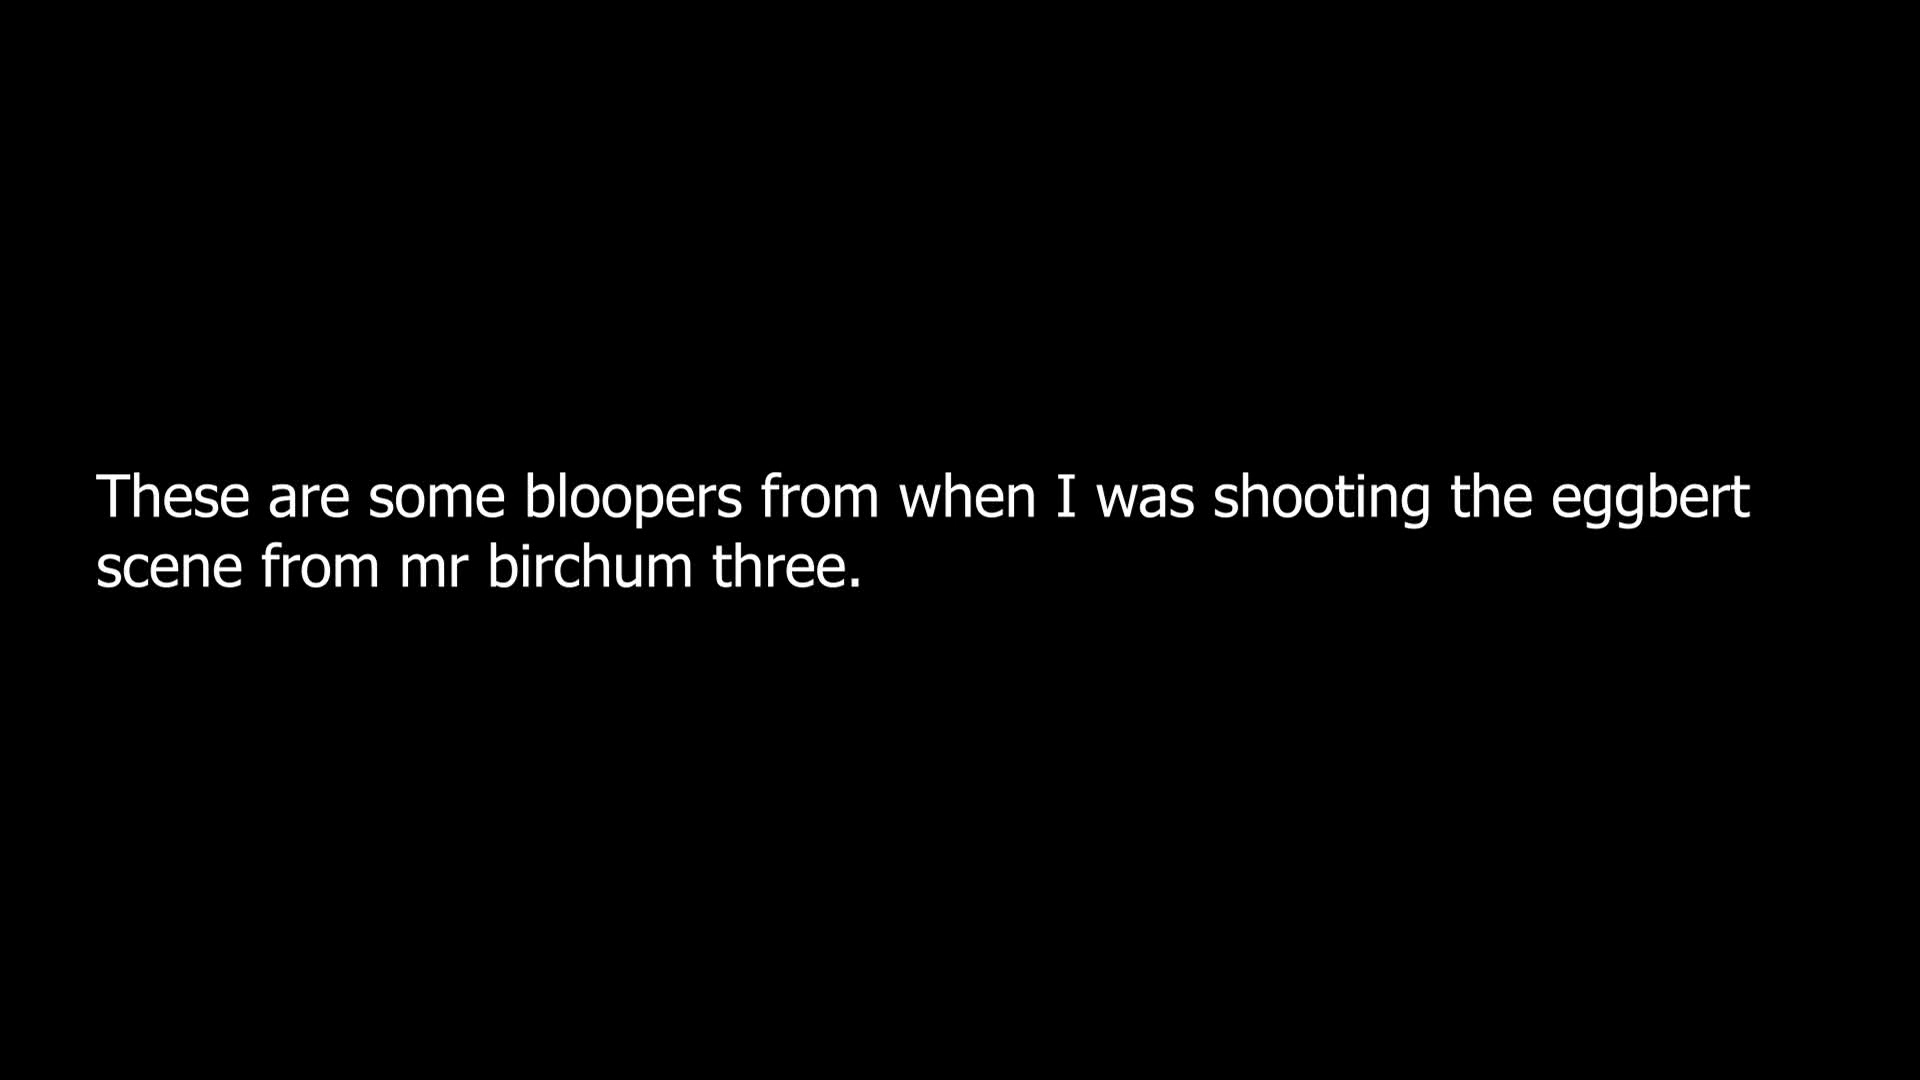 These are some bloopers from when I was shooting the eggbert
scene from mr birchum three.